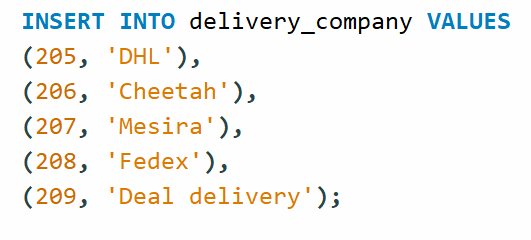 INSERT INTO delivery_company VALUES
(205, 'DHL'),
(206, 'Cheetah'),
(207, 'Mesira'),
(208, 'Fedex'),
(209, 'Deal delivery');